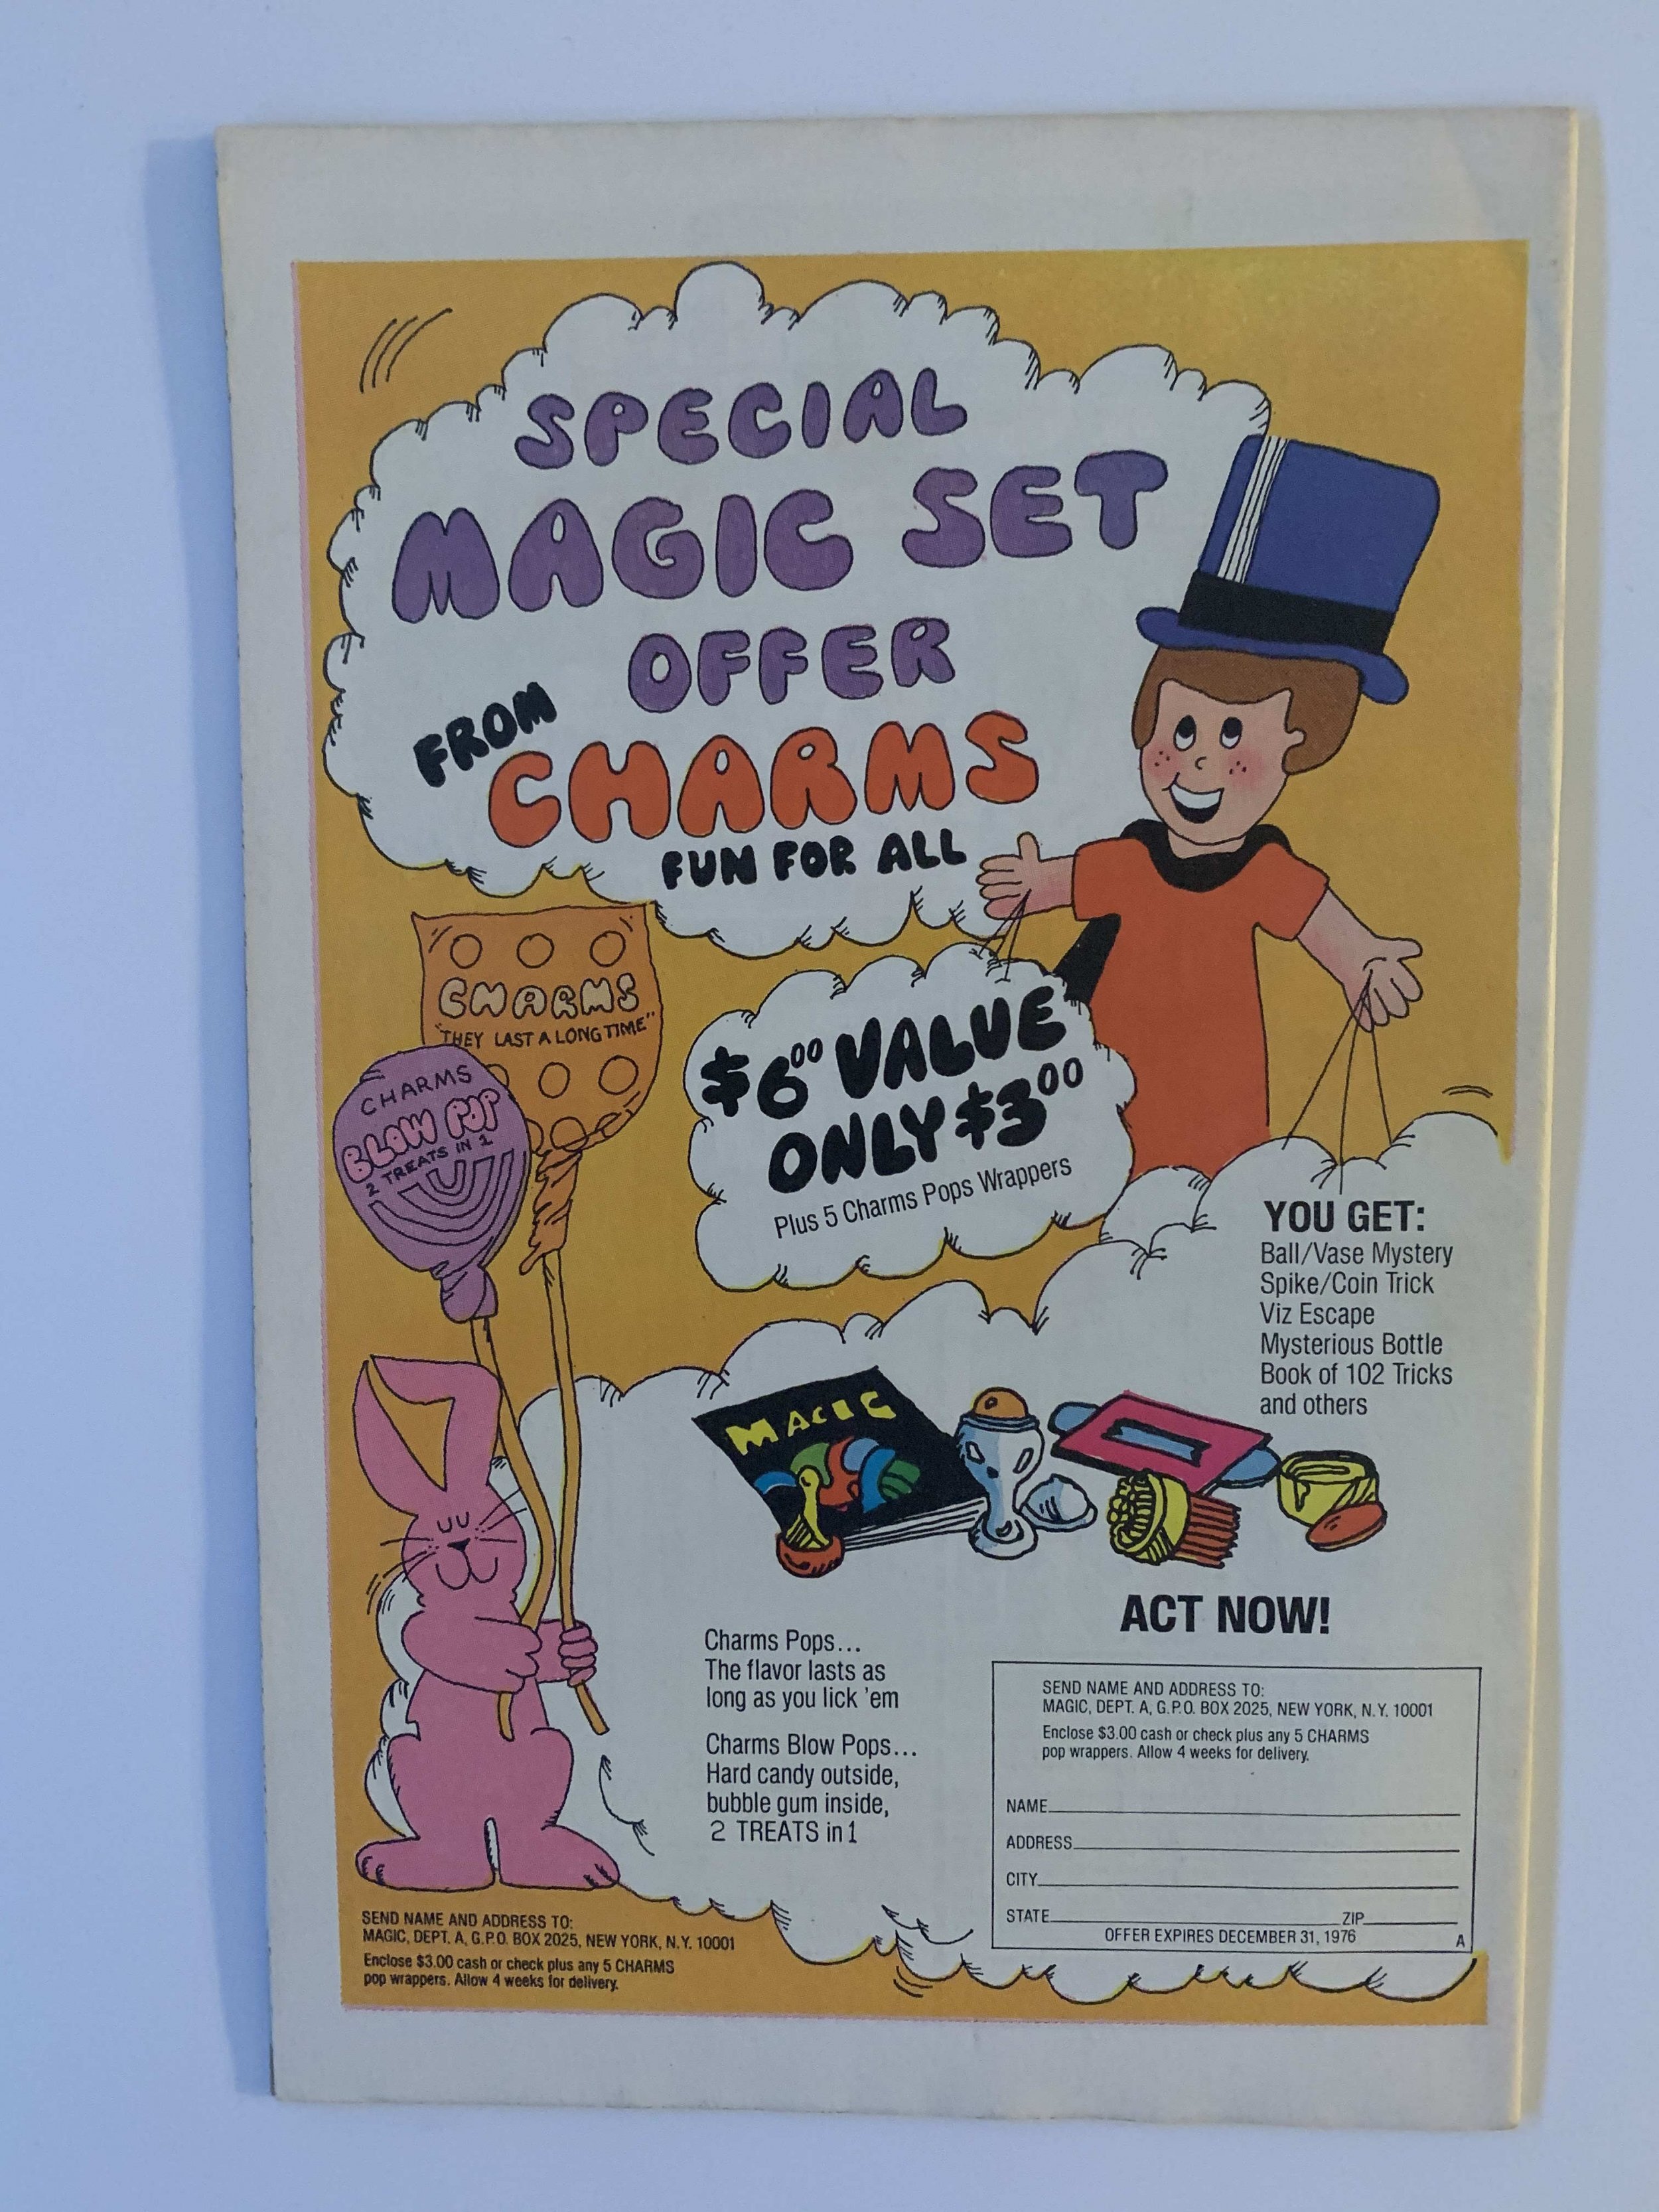 SPECIAL
MAGIC SET
OFFER
FROM
CHARMS
FUN FOR ALL
CHARMS
"THEY LAST A LONG TIME"
CHARMS
BLOW POP
2 TREATS IN 1
$6.00 VALUE
ONLY $3.00
Plus 5 Charms Pops Wrappers
YOU GET:
Ball/Vase Mystery
Spike/Coin Trick
Viz Escape
Mysterious Bottle
Book of 102 Tricks
and others
MAGIC
Charms Pops...
The flavor lasts as
long as you lick 'em
Charms Blow Pops...
Hard candy outside,
bubble gum inside,
2 TREATS in 1
ACT NOW!
SEND NAME AND ADDRESS TO:
MAGIC, DEPT. A, G.P.O. BOX 2025, NEW YORK, N.Y. 10001
Enclose $3.00 cash or check plus any 5 CHARMS
pop wrappers. Allow 4 weeks for delivery.
NAME
ADDRESS
CITY
STATE ZIP
OFFER EXPIRES DECEMBER 31, 1976
A
SEND NAME AND ADDRESS TO:
MAGIC, DEPT. A, G.P.O. BOX 2025, NEW YORK, N.Y. 10001
Enclose $3.00 cash or check plus any 5 CHARMS
pop wrappers. Allow 4 weeks for delivery.